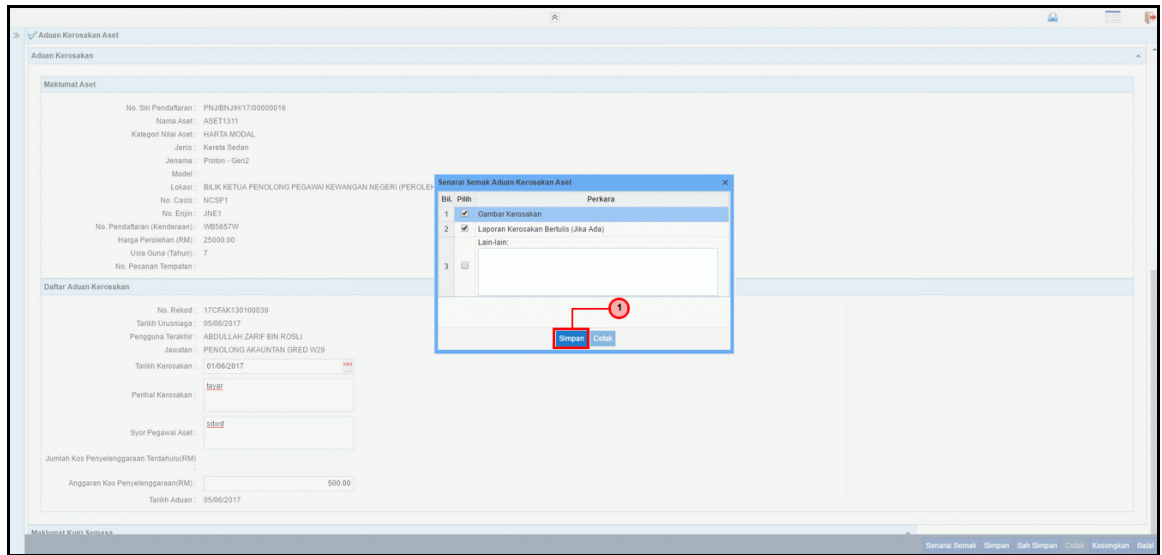 Aduan Kerosakan Aset
Aduan Kerosakan
Maklumat Aset
No. Siri Pendaftaran : PNJ/BNJ/H/17/00000016
Nama Aset : ASET1311
Kategori Nilai Aset : HARTA MODAL
Jenis : Kereta Sedan
Jenama : Proton - Gen2
Model :
Lokasi : BILIK KETUA PENOLONG PEGAWAI KEWANGAN NEGERI (PEROLEH
No. Casis : NCSP1
No. Enjin : JNE1
No. Pendaftaran (Kenderaan) : WB5657W
Harga Perolehan (RM) : 25000.00
Usia Guna (Tahun) : 7
No. Pesanan Tempatan :
Senarai Semak Aduan Kerosakan Aset x
Bil. Pilih Perkara
1 Gambar Kerosakan
2 Laporan Kerosakan Bertulis (Jika Ada)
Lain-lain:
3
1
Simpan Cetak
Daftar Aduan Kerosakan
No. Rekod : 17CFAK130100039
Tarikh Urusniaga : 05/06/2017
Pengguna Terakhir : ABDULLAH ZARIF BIN ROSLI
Jawatan : PENOLONG AKAUNTAN GRED W29
Tarikh Kerosakan : 01/06/2017
Perihal Kerosakan : tayar
Syor Pegawai Aset : sdwd
Jumlah Kos Penyelenggaraan Terdahulu(RM)
:
Anggaran Kos Penyelenggaraan(RM) : 500.00
Tarikh Aduan : 05/06/2017
Maklumat Kuiri Semasa
Senarai Semak Simpan Sah Simpan Cetak Kosongkan Batal